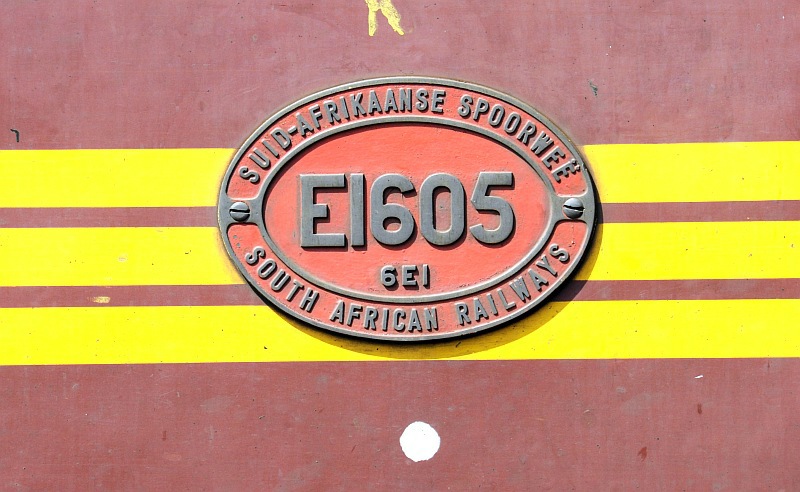 SUID-AFRIKAANSE SPOORWEË
E1605
6E1
SOUTH AFRICAN RAILWAYS